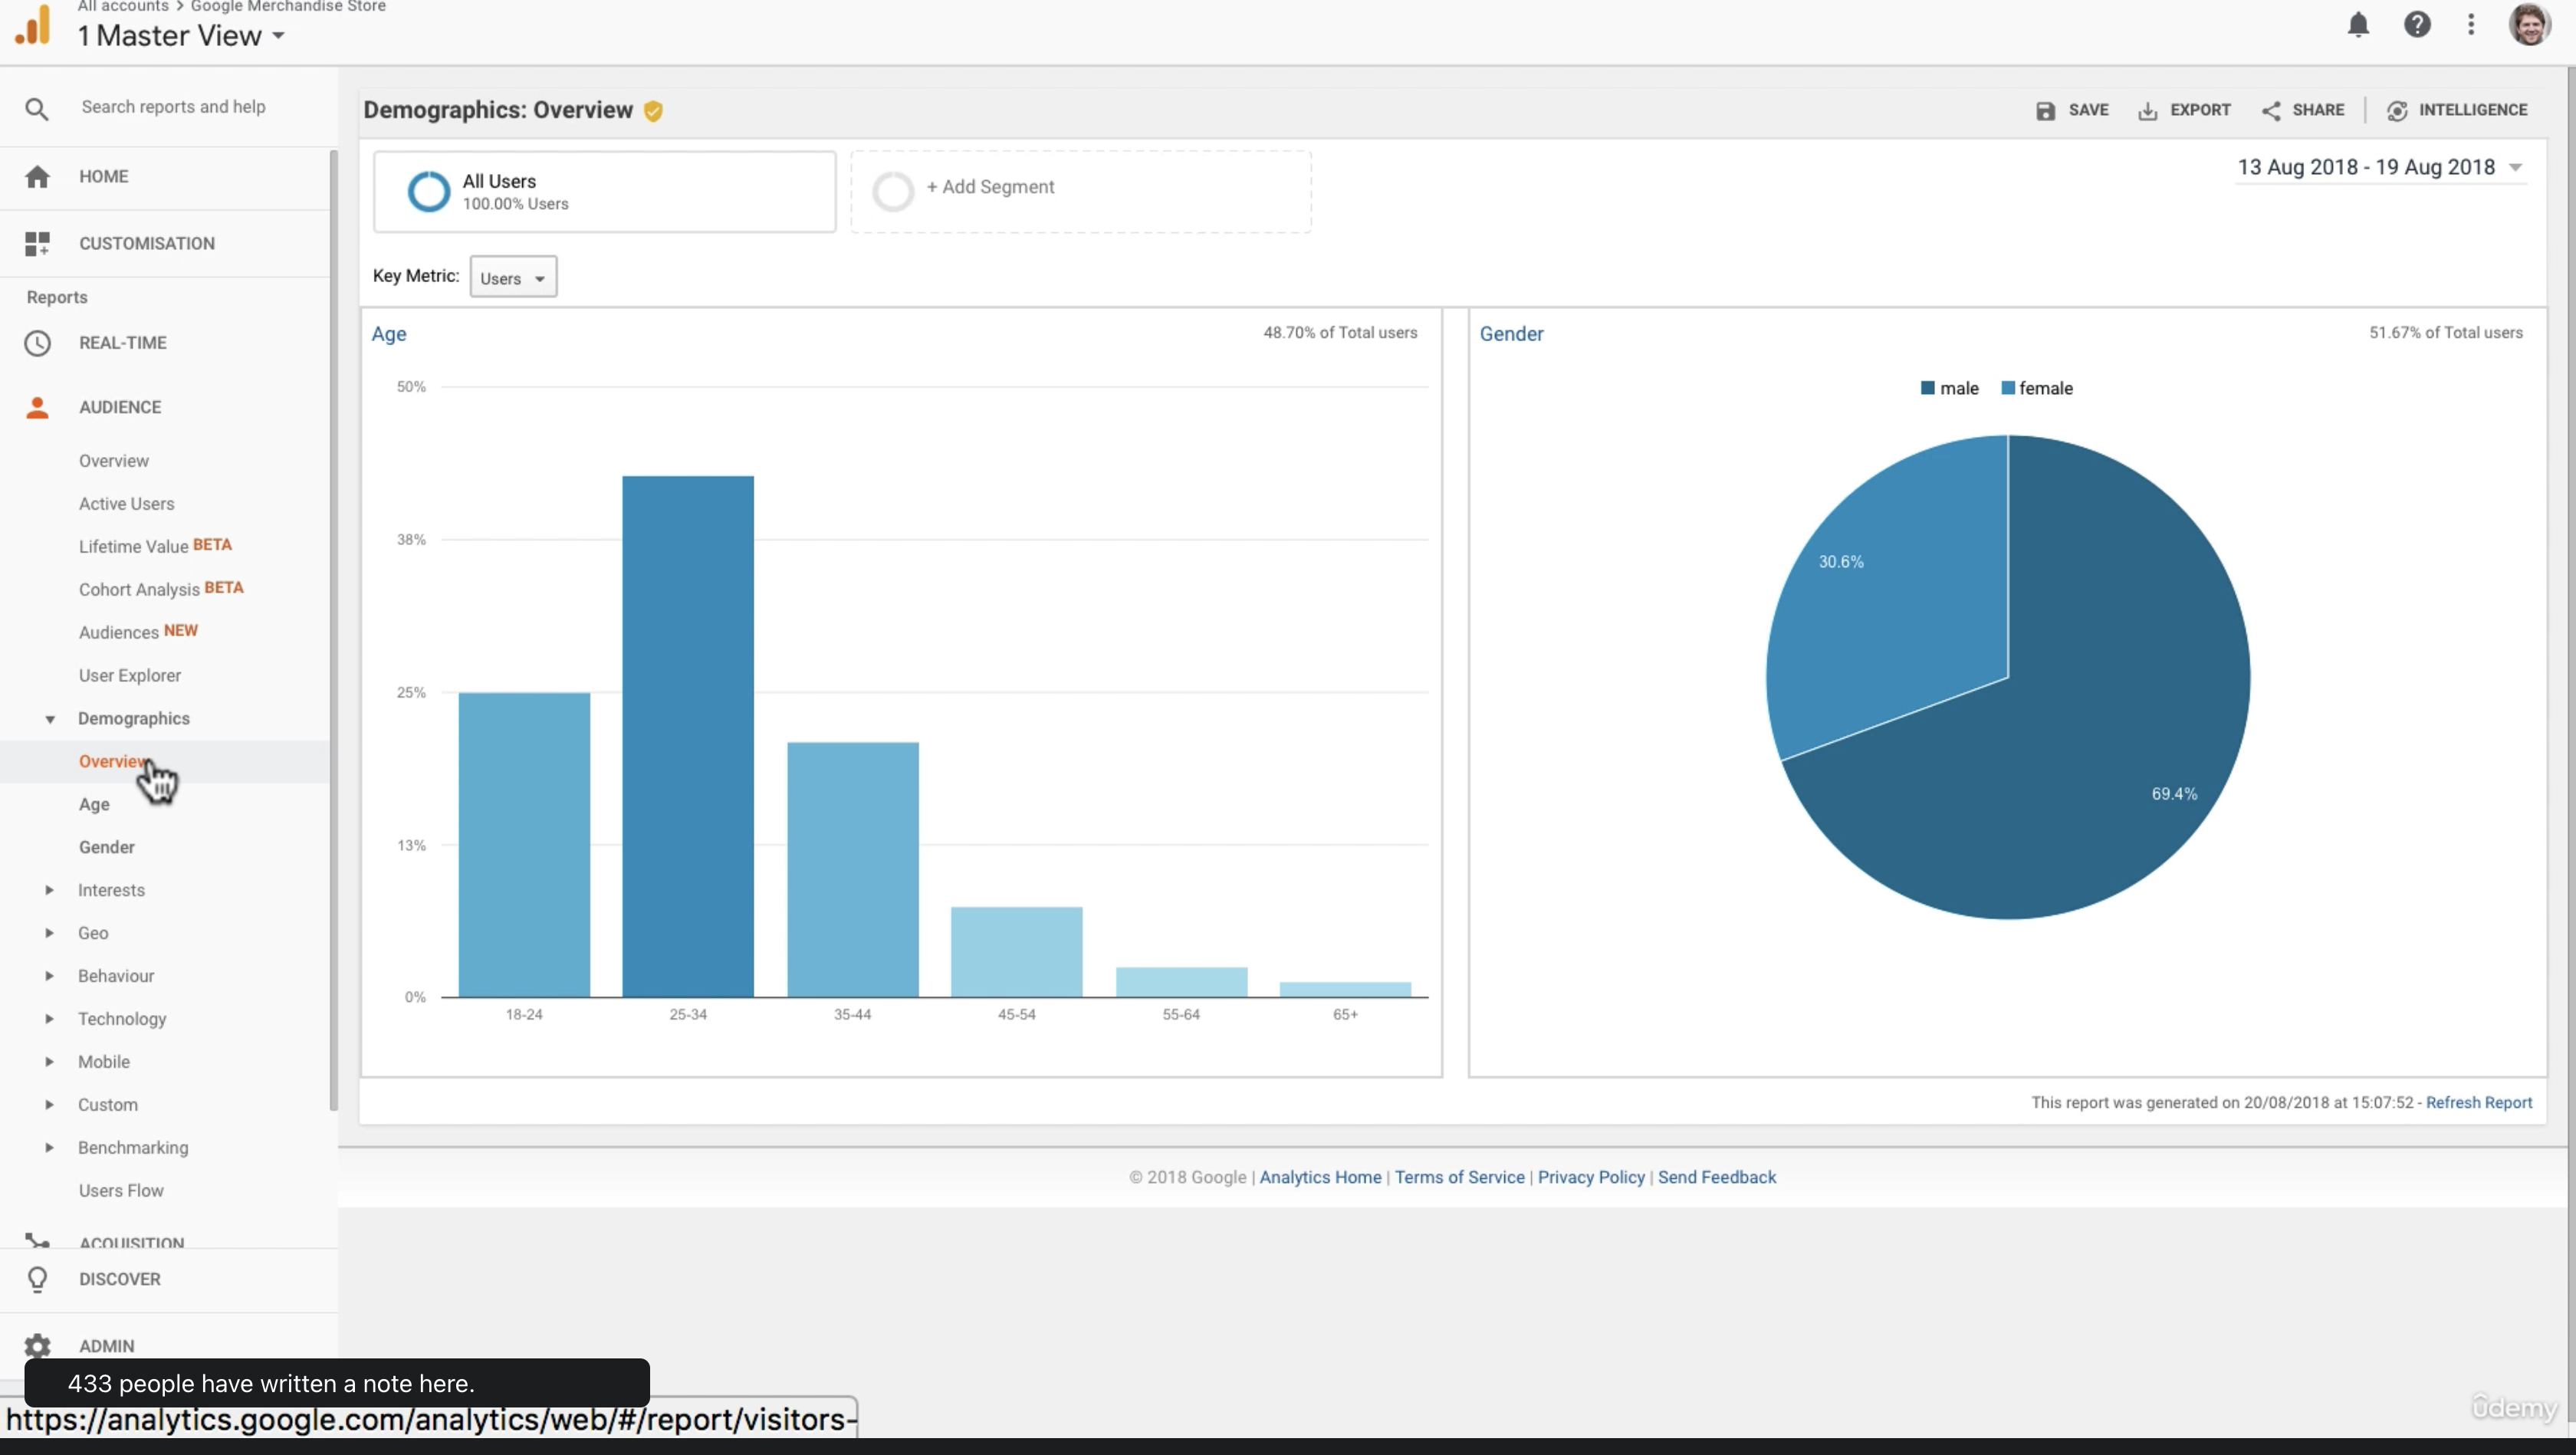 All accounts > Google Merchandise Store
1 Master View
Search reports and help
HOME
CUSTOMISATION
Reports
REAL-TIME
AUDIENCE
Overview
Active Users
Lifetime Value BETA
Cohort Analysis BETA
Audiences NEW
User Explorer
Demographics
Overview
Age
Gender
Interests
Geo
Behaviour
Technology
Mobile
Custom
Benchmarking
Users Flow
ACQUISITION
DISCOVER
ADMIN
Demographics: Overview
SAVE EXPORT SHARE INTELLIGENCE
All Users
100.00% Users
+ Add Segment
13 Aug 2018 - 19 Aug 2018
Key Metric: Users
Age 48.70% of Total users
50%
38%
25%
13%
0%
18-24 25-34 35-44 45-54 55-64 65+
Gender 51.67% of Total users
male female
30.6%
69.4%
This report was generated on 20/08/2018 at 15:07:52 - Refresh Report
© 2018 Google | Analytics Home | Terms of Service | Privacy Policy | Send Feedback
433 people have written a note here.
https://analytics.google.com/analytics/web/#/report/visitors-
ûdemy